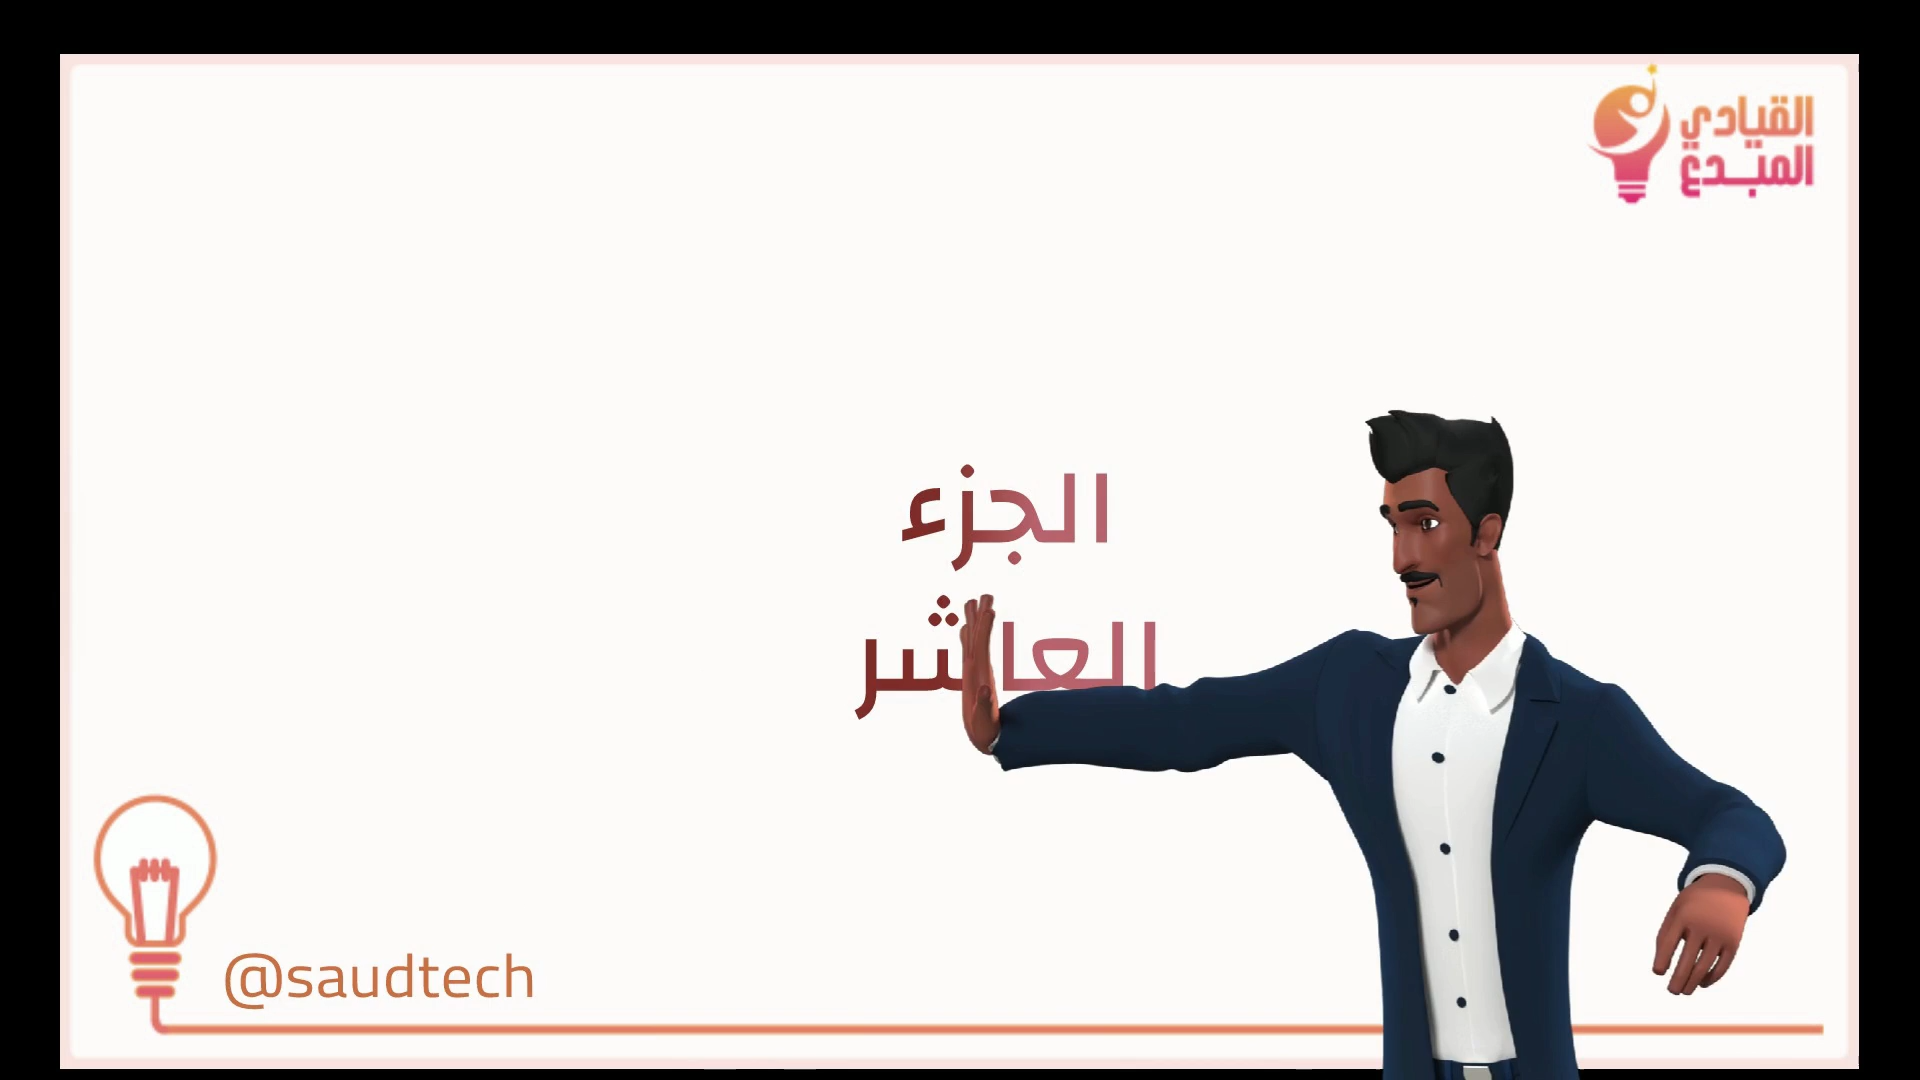 القيادي
المبدع
الجزء
العاشر
@saudtech